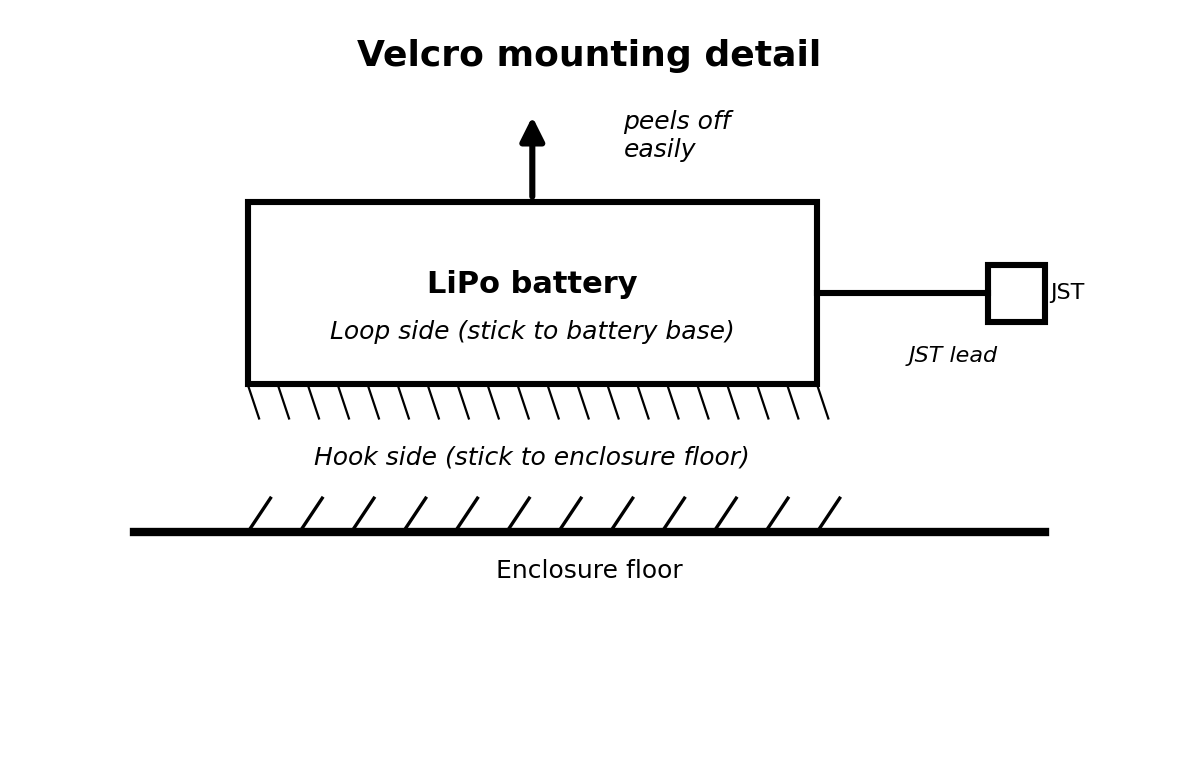 Velcro mounting detail
peels off
easily
LiPo battery
Loop side (stick to battery base)
JST
JST lead
Hook side (stick to enclosure floor)
Enclosure floor